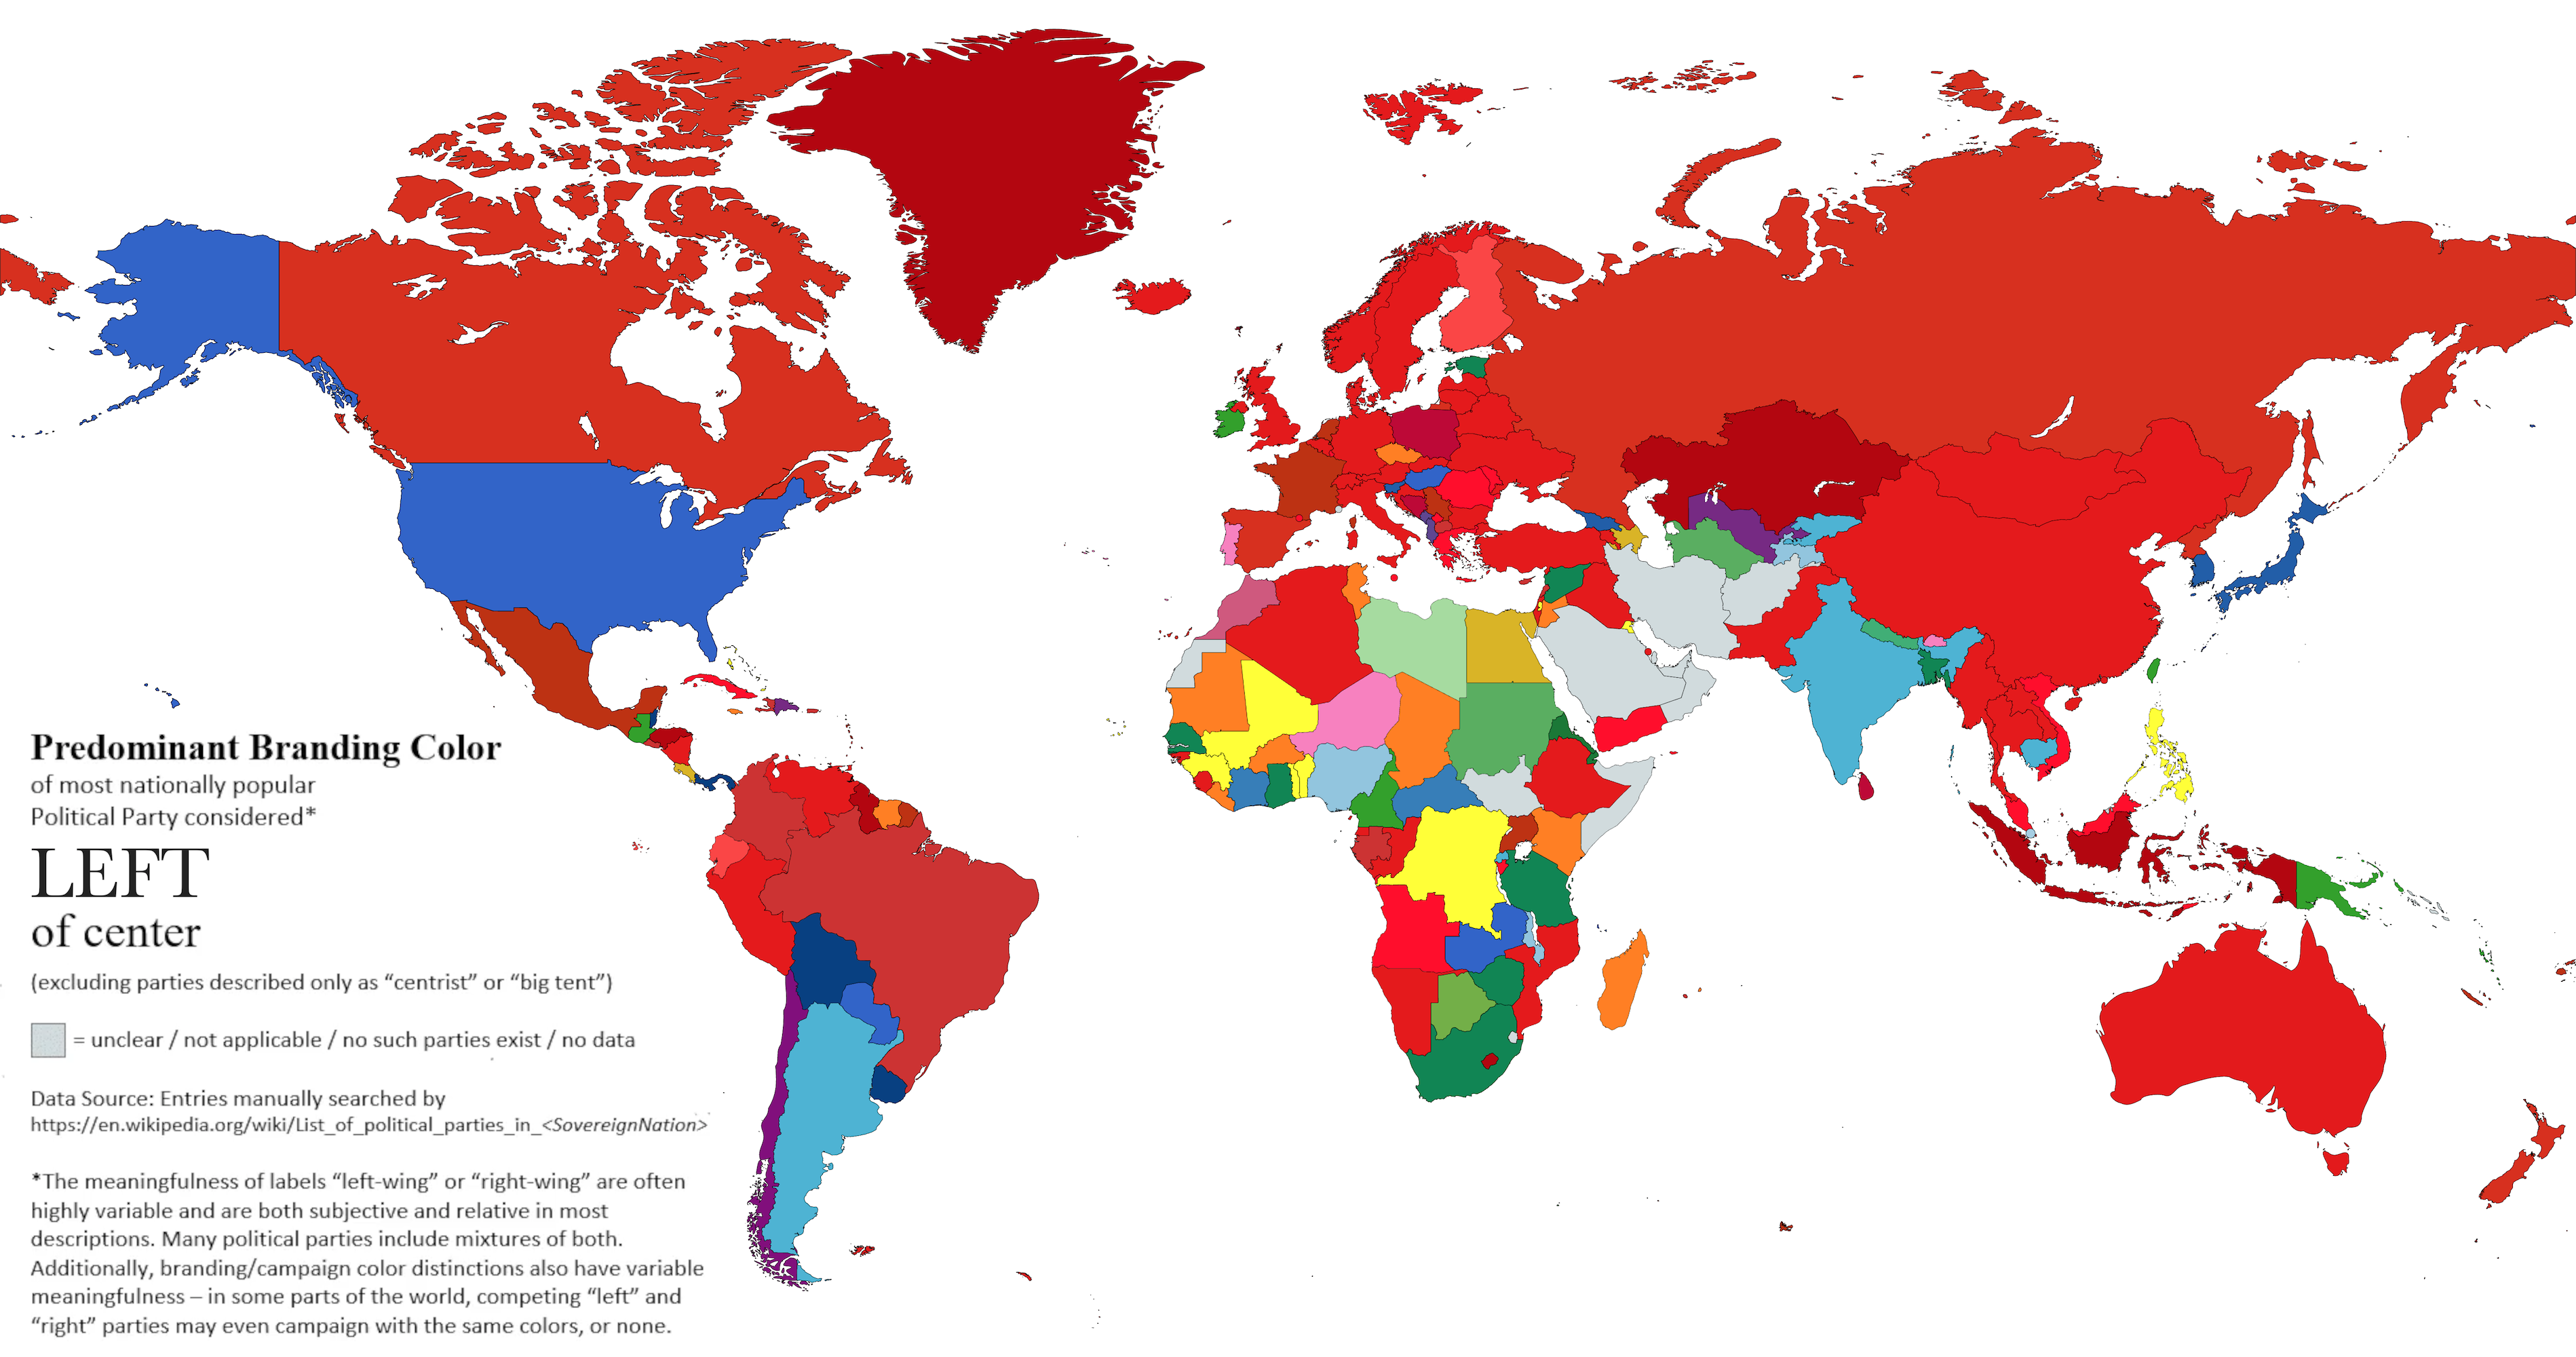 Predominant Branding Color
of most nationally popular
Political Party considered*
LEFT
of center
(excluding parties described only as “centrist” or “big tent”)
= unclear / not applicable / no such parties exist / no data
Data Source: Entries manually searched by
https://en.wikipedia.org/wiki/List_of_political_parties_in_<SovereignNation>
*The meaningfulness of labels “left-wing” or “right-wing” are often
highly variable and are both subjective and relative in most
descriptions. Many political parties include mixtures of both.
Additionally, branding/campaign color distinctions also have variable
meaningfulness – in some parts of the world, competing “left” and
“right” parties may even campaign with the same colors, or none.